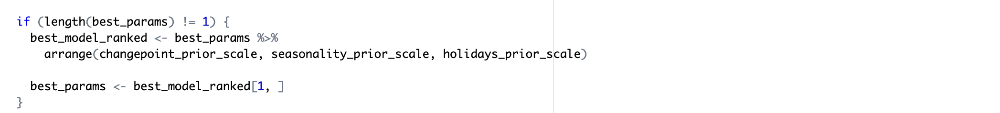 if (length(best_params) != 1) {
  best_model_ranked <- best_params %>%
    arrange(changepoint_prior_scale, seasonality_prior_scale, holidays_prior_scale)

  best_params <- best_model_ranked[1, ]
}